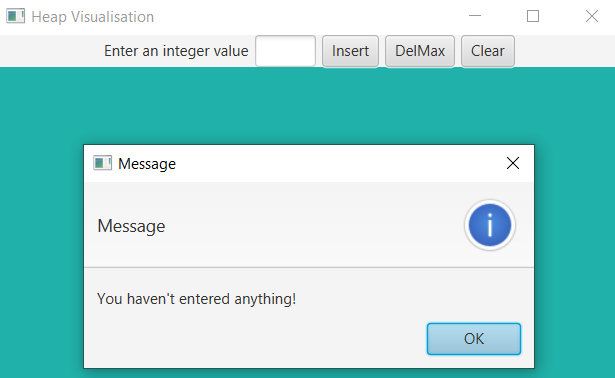 Heap Visualisation
Enter an integer value Insert DelMax Clear
Message
Message
i
You haven't entered anything!
OK